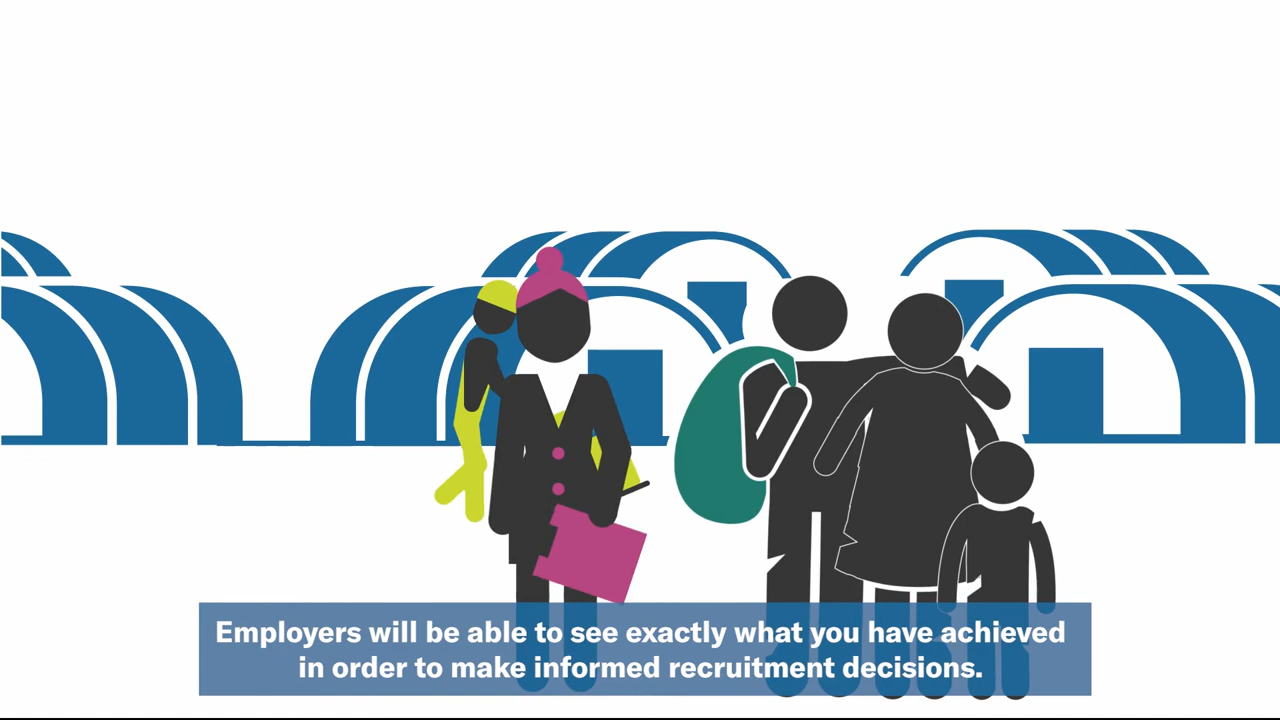 Employers will be able to see exactly what you have achieved
in order to make informed recruitment decisions.